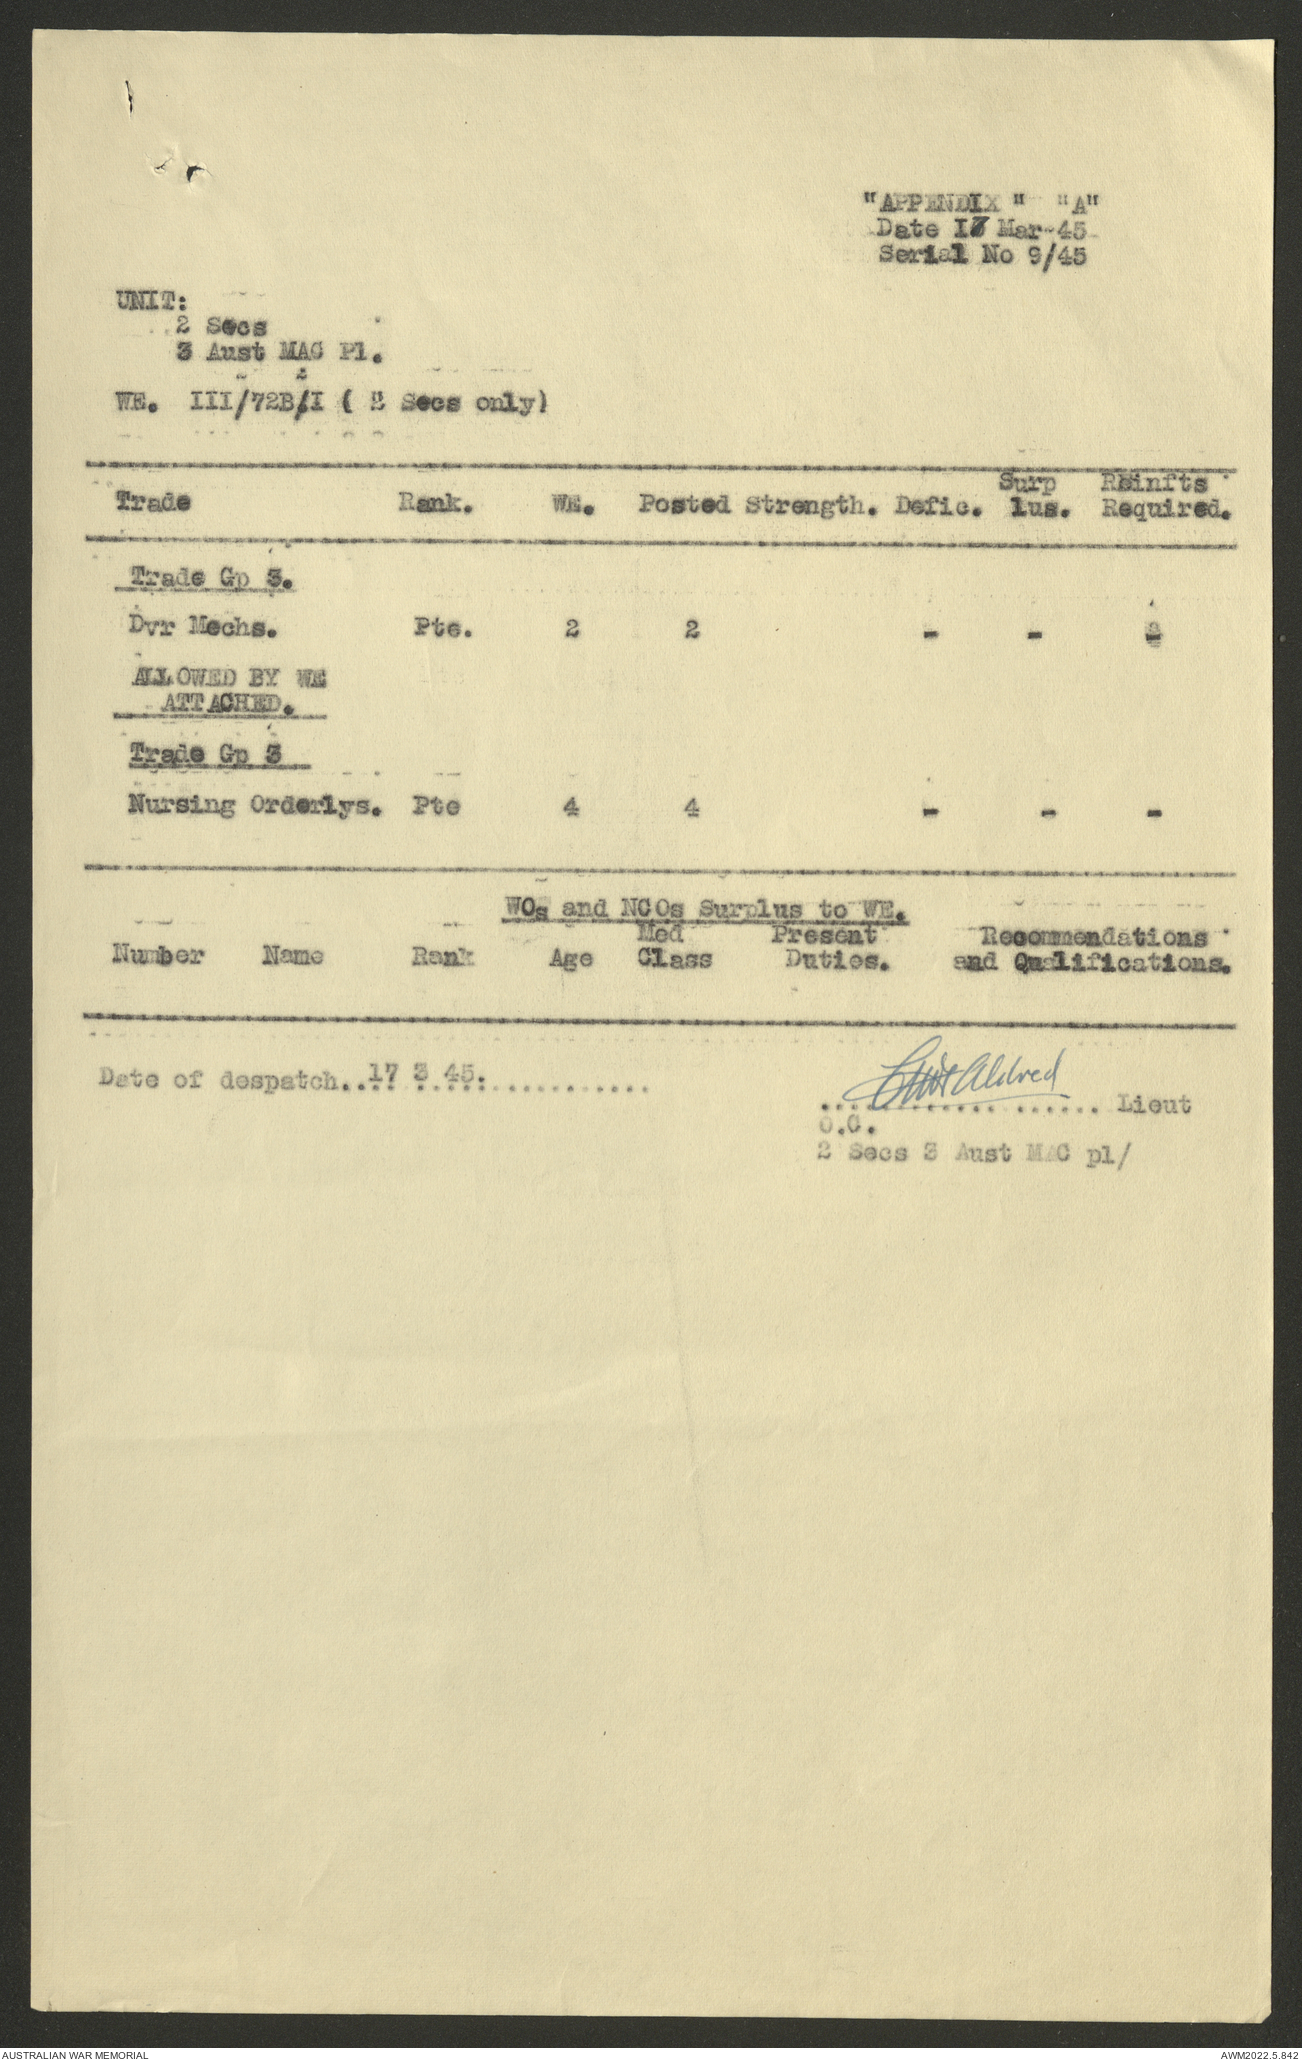 "APPENDIX " "A"
Date I7 Mar-45
Serial No 9/45
UNIT:
2 Secs
3 Aust MAC Pl.
WE. III/72B/I ( 2 Secs only)
Trade Rank. WE. Posted Strength. Defic. Surp lus. Reinfts Required.
Trade Gp 3.
Dvr Mechs. Pte. 2 2 - - -
ALLOWED BY WE
ATTACHED.
Trade Gp 3
Nursing Orderlys. Pte 4 4 - - -
WOs and NCOs Surplus to WE.
Number Name Rank Age Med Class Present Duties. Recommendations and Qualifications.
Date of despatch..17 3 45.............
Aldred
.................... Lieut
O.C.
2 Secs 3 Aust MAC pl/
AUSTRALIAN WAR MEMORIAL
AWM2022.5.842